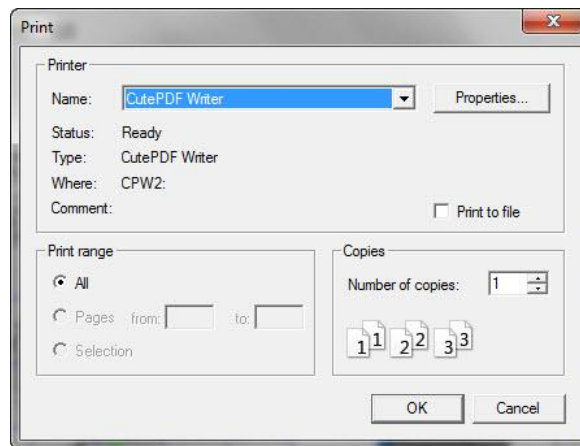 Print
Printer
Name: CutePDF Writer Properties...
Status: Ready
Type: CutePDF Writer
Where: CPW2:
Comment: Print to file
Print range
All
Pages from: to:
Selection
Copies
Number of copies: 1
1 1 2 2 3 3
OK Cancel